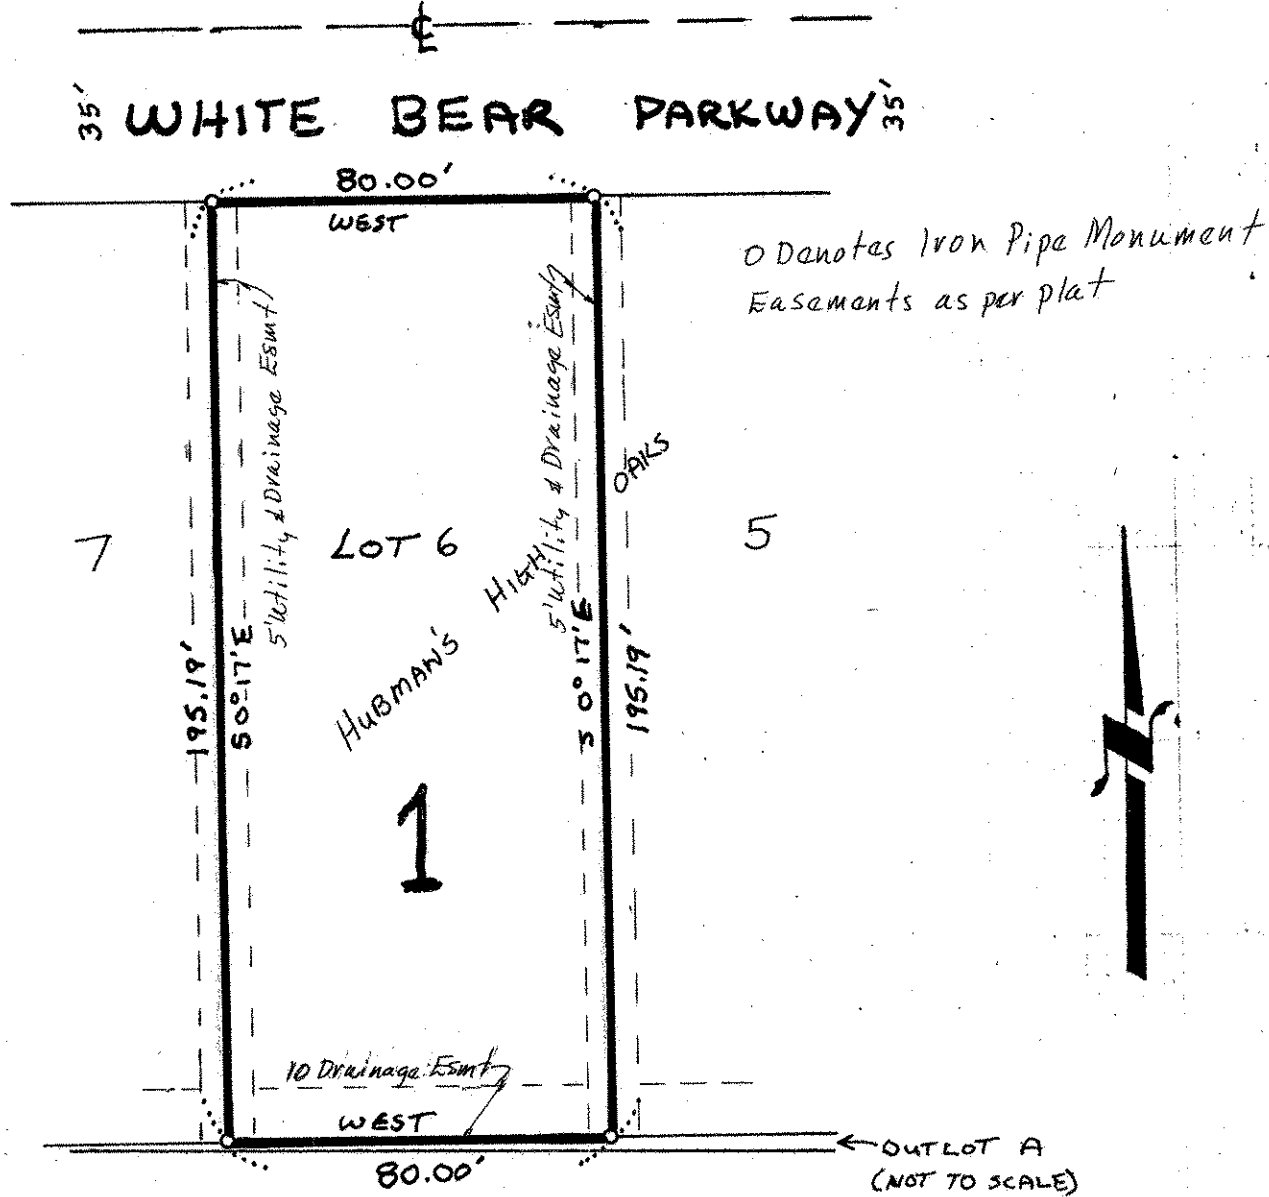 ℄
35' WHITE BEAR PARKWAY 35'
80.00'
WEST
O Denotes Iron Pipe Monument
Easements as per plat
5' Utility & Drainage Esmt
5' Utility & Drainage Esmt
7
LOT 6
5
HUBMAN'S HIGH OAKS
195.19'
S 0°-17' E
S 0° 17' E
195.19'
1
10 Drainage Esmt
WEST
80.00'
OUTLOT A
(NOT TO SCALE)